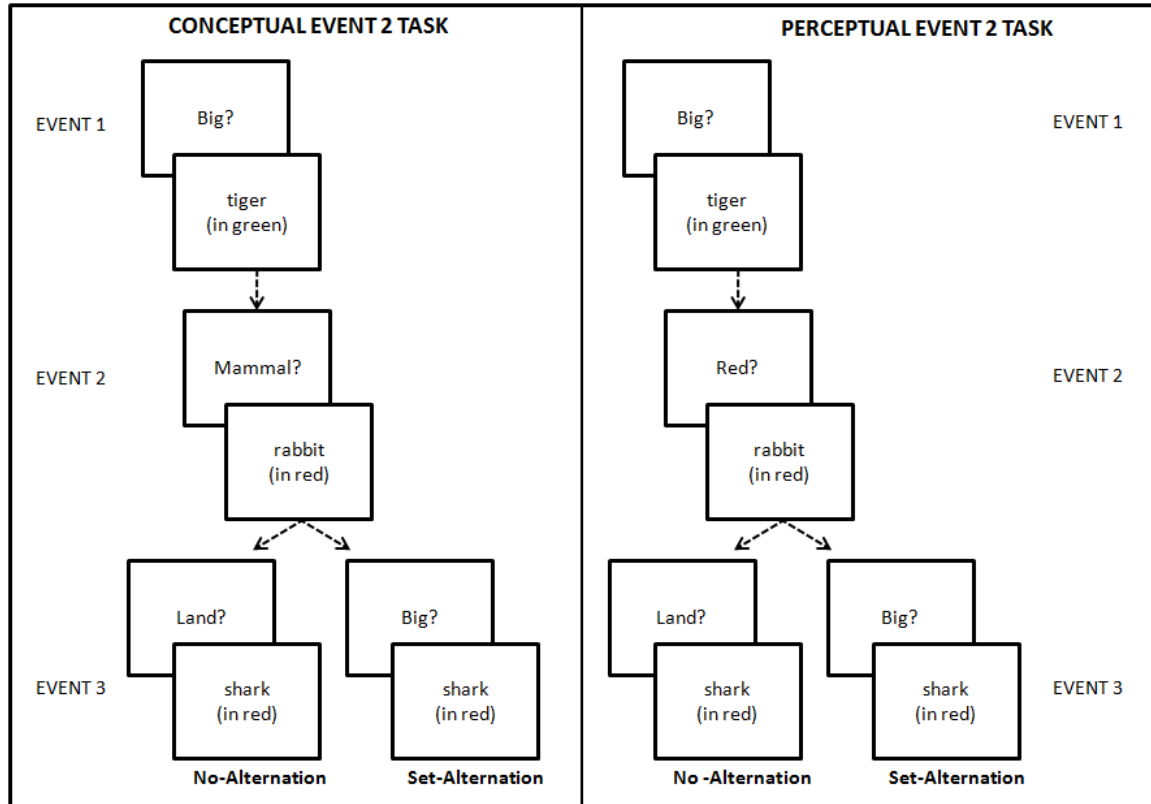 CONCEPTUAL EVENT 2 TASK
EVENT 1
Big?
tiger
(in green)
EVENT 2
Mammal?
rabbit
(in red)
EVENT 3
Land?
shark
(in red)
No-Alternation
Big?
shark
(in red)
Set-Alternation
PERCEPTUAL EVENT 2 TASK
EVENT 1
Big?
tiger
(in green)
EVENT 2
Red?
rabbit
(in red)
EVENT 3
Land?
shark
(in red)
No -Alternation
Big?
shark
(in red)
Set-Alternation